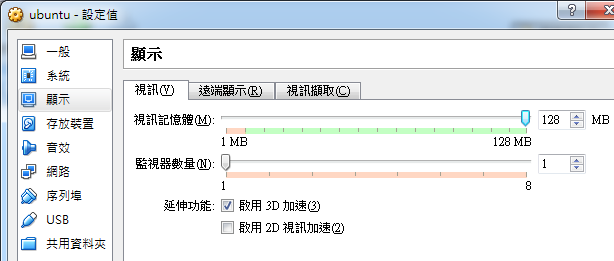 ubuntu - 設定值
一般
系統
顯示
存放裝置
音效
網路
序列埠
USB
共用資料夾
顯示
視訊(V) 遠端顯示(R) 視訊擷取(C)
視訊記憶體(M): 128 MB
1 MB 128 MB
監視器數量(N): 1
1 8
延伸功能: 啟用 3D 加速(3)
啟用 2D 視訊加速(2)